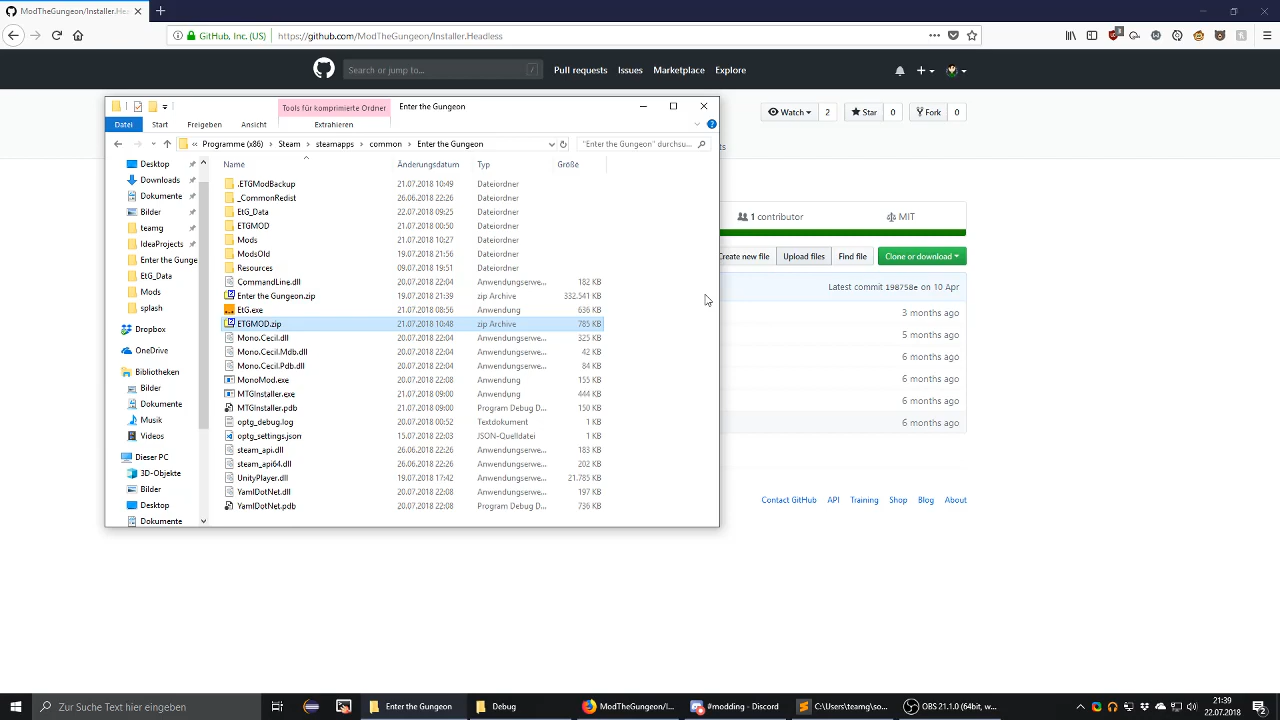 ModTheGungeon/Installer.Headless
GitHub, Inc. (US) https://github.com/ModTheGungeon/Installer.Headless
Search or jump to... / Pull requests Issues Marketplace Explore
Tools für komprimierte Ordner Enter the Gungeon
Datei Start Freigeben Ansicht Extrahieren
Watch 2 Star 0 Fork 0
« Programme (x86) › Steam › steamapps › common › Enter the Gungeon "Enter the Gungeon" durchsu...
ts
Name Änderungsdatum Typ Größe
Desktop
Downloads
Dokumente
Bilder
teamg
IdeaProjects
Enter the Gunge
EtG_Data
Mods
splash
Dropbox
OneDrive
Bibliotheken
Bilder
Dokumente
Musik
Videos
Dieser PC
3D-Objekte
Bilder
Desktop
Dokumente
.ETGModBackup 21.07.2018 10:49 Dateiordner
_CommonRedist 26.06.2018 22:26 Dateiordner
EtG_Data 22.07.2018 09:25 Dateiordner
ETGMOD 21.07.2018 00:50 Dateiordner
Mods 21.07.2018 10:27 Dateiordner
ModsOld 19.07.2018 21:56 Dateiordner
Resources 09.07.2018 19:51 Dateiordner
CommandLine.dll 20.07.2018 22:04 Anwendungserwe... 182 KB
Enter the Gungeon.zip 19.07.2018 21:39 zip Archive 332.541 KB
EtG.exe 21.07.2018 08:56 Anwendung 636 KB
ETGMOD.zip 21.07.2018 10:48 zip Archive 785 KB
Mono.Cecil.dll 20.07.2018 22:04 Anwendungserwe... 325 KB
Mono.Cecil.Mdb.dll 20.07.2018 22:04 Anwendungserwe... 42 KB
Mono.Cecil.Pdb.dll 20.07.2018 22:04 Anwendungserwe... 84 KB
MonoMod.exe 20.07.2018 22:08 Anwendung 155 KB
MTGInstaller.exe 21.07.2018 09:00 Anwendung 444 KB
MTGInstaller.pdb 21.07.2018 09:00 Program Debug D... 150 KB
optg_debug.log 20.07.2018 00:52 Textdokument 1 KB
optg_settings.json 15.07.2018 22:03 JSON-Quelldatei 1 KB
steam_api.dll 26.06.2018 22:26 Anwendungserwe... 183 KB
steam_api64.dll 26.06.2018 22:26 Anwendungserwe... 202 KB
UnityPlayer.dll 19.07.2018 17:42 Anwendungserwe... 21.785 KB
YamlDotNet.dll 20.07.2018 22:08 Anwendungserwe... 197 KB
YamlDotNet.pdb 20.07.2018 22:08 Program Debug D... 736 KB
1 contributor MIT
Create new file Upload files Find file Clone or download
Latest commit 198758e on 10 Apr
3 months ago
5 months ago
6 months ago
6 months ago
6 months ago
6 months ago
Contact GitHub API Training Shop Blog About
Zur Suche Text hier eingeben Enter the Gungeon Debug ModTheGungeon/I... #modding - Discord C:\Users\teamg\so... OBS 21.1.0 (64bit, w...
21:39
22.07.2018
2